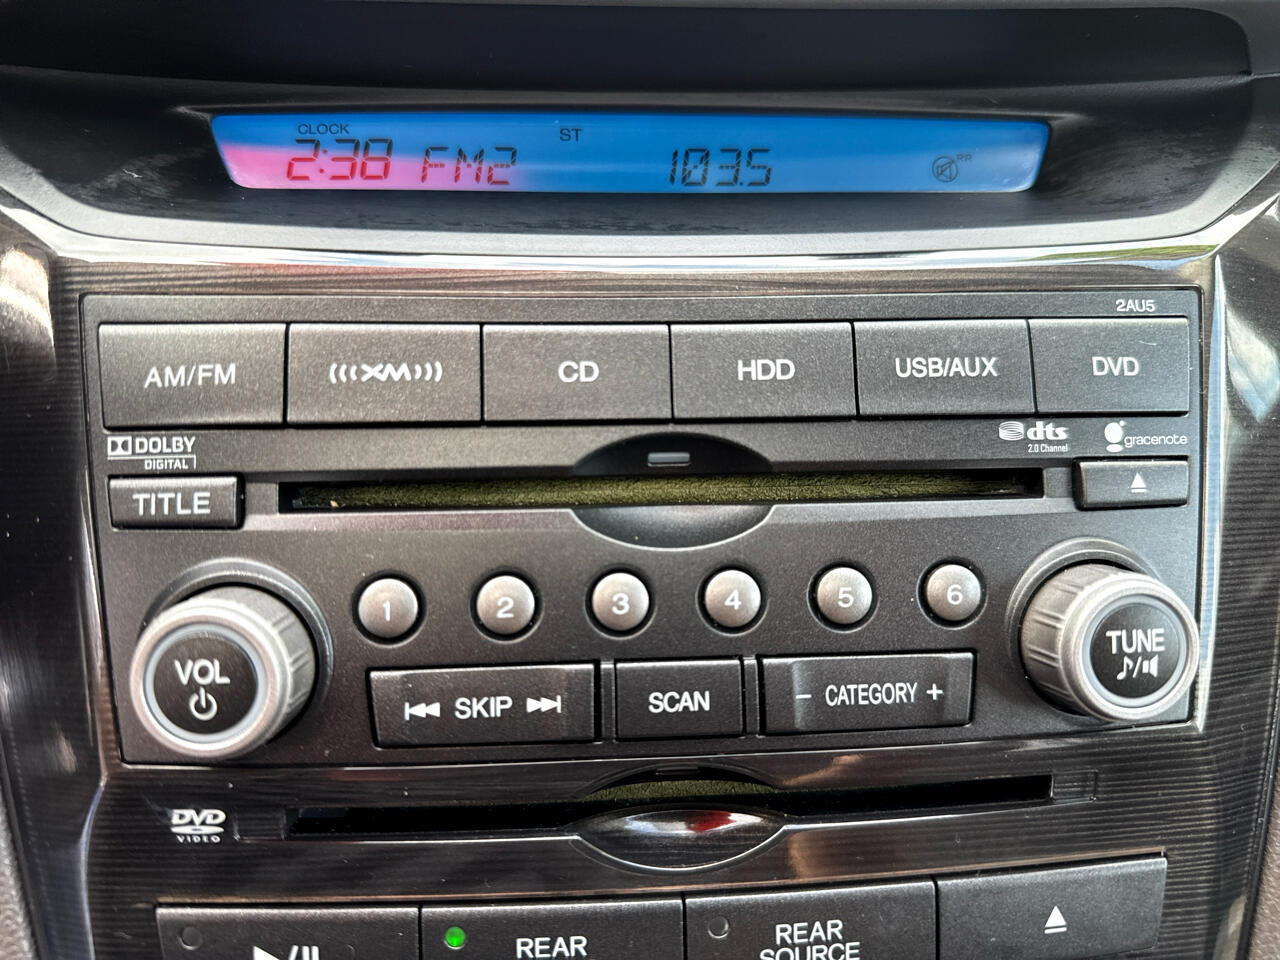 CLOCK
2:38 FM2 ST 103.5 RR
2AU5
AM/FM XM CD HDD USB/AUX DVD
DOLBY
DIGITAL
dts
2.0 Channel
gracenote
TITLE
1 2 3 4 5 6
VOL
TUNE
SKIP SCAN − CATEGORY +
DVD
VIDEO
REAR
REAR
SOURCE